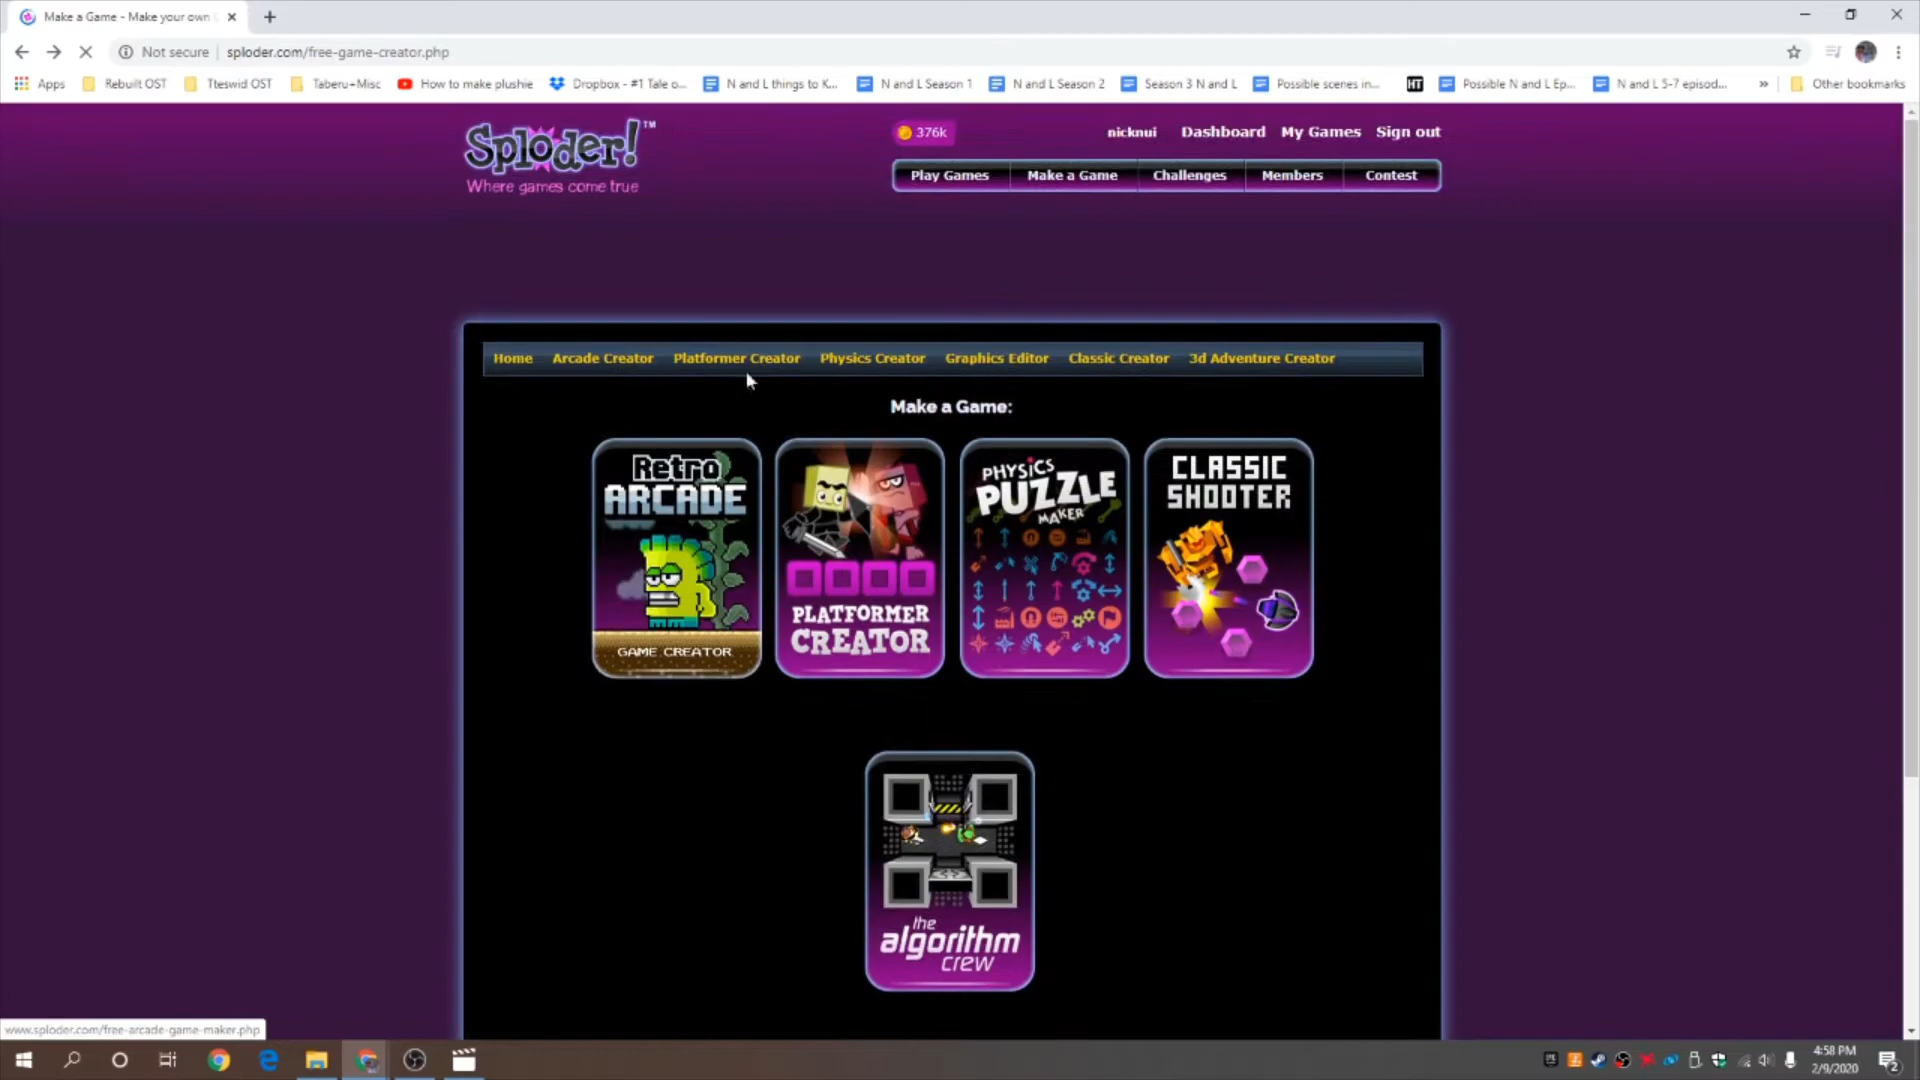 Make a Game - Make your own
Not secure | sploder.com/free-game-creator.php
Apps Rebuilt OST Tteswid OST Taberu+Misc How to make plushie Dropbox - #1 Tale o... N and L things to K... N and L Season 1 N and L Season 2 Season 3 N and L Possible scenes in... HT Possible N and L Ep... N and L 5-7 episod... » Other bookmarks
Sploder!™
Where games come true
376k nicknui Dashboard My Games Sign out
Play Games Make a Game Challenges Members Contest
Home Arcade Creator Platformer Creator Physics Creator Graphics Editor Classic Creator 3d Adventure Creator
Make a Game:
Retro
ARCADE
GAME CREATOR
PLATFORMER
CREATOR
PHYSICS
PUZZLE
MAKER
CLASSIC
SHOOTER
the
algorithm
crew
www.sploder.com/free-arcade-game-maker.php
4:58 PM
2/9/2020
2